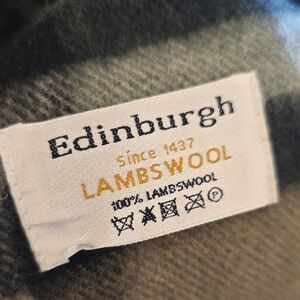 Edinburgh
Since 1437
LAMBSWOOL
100% LAMBSWOOL
P